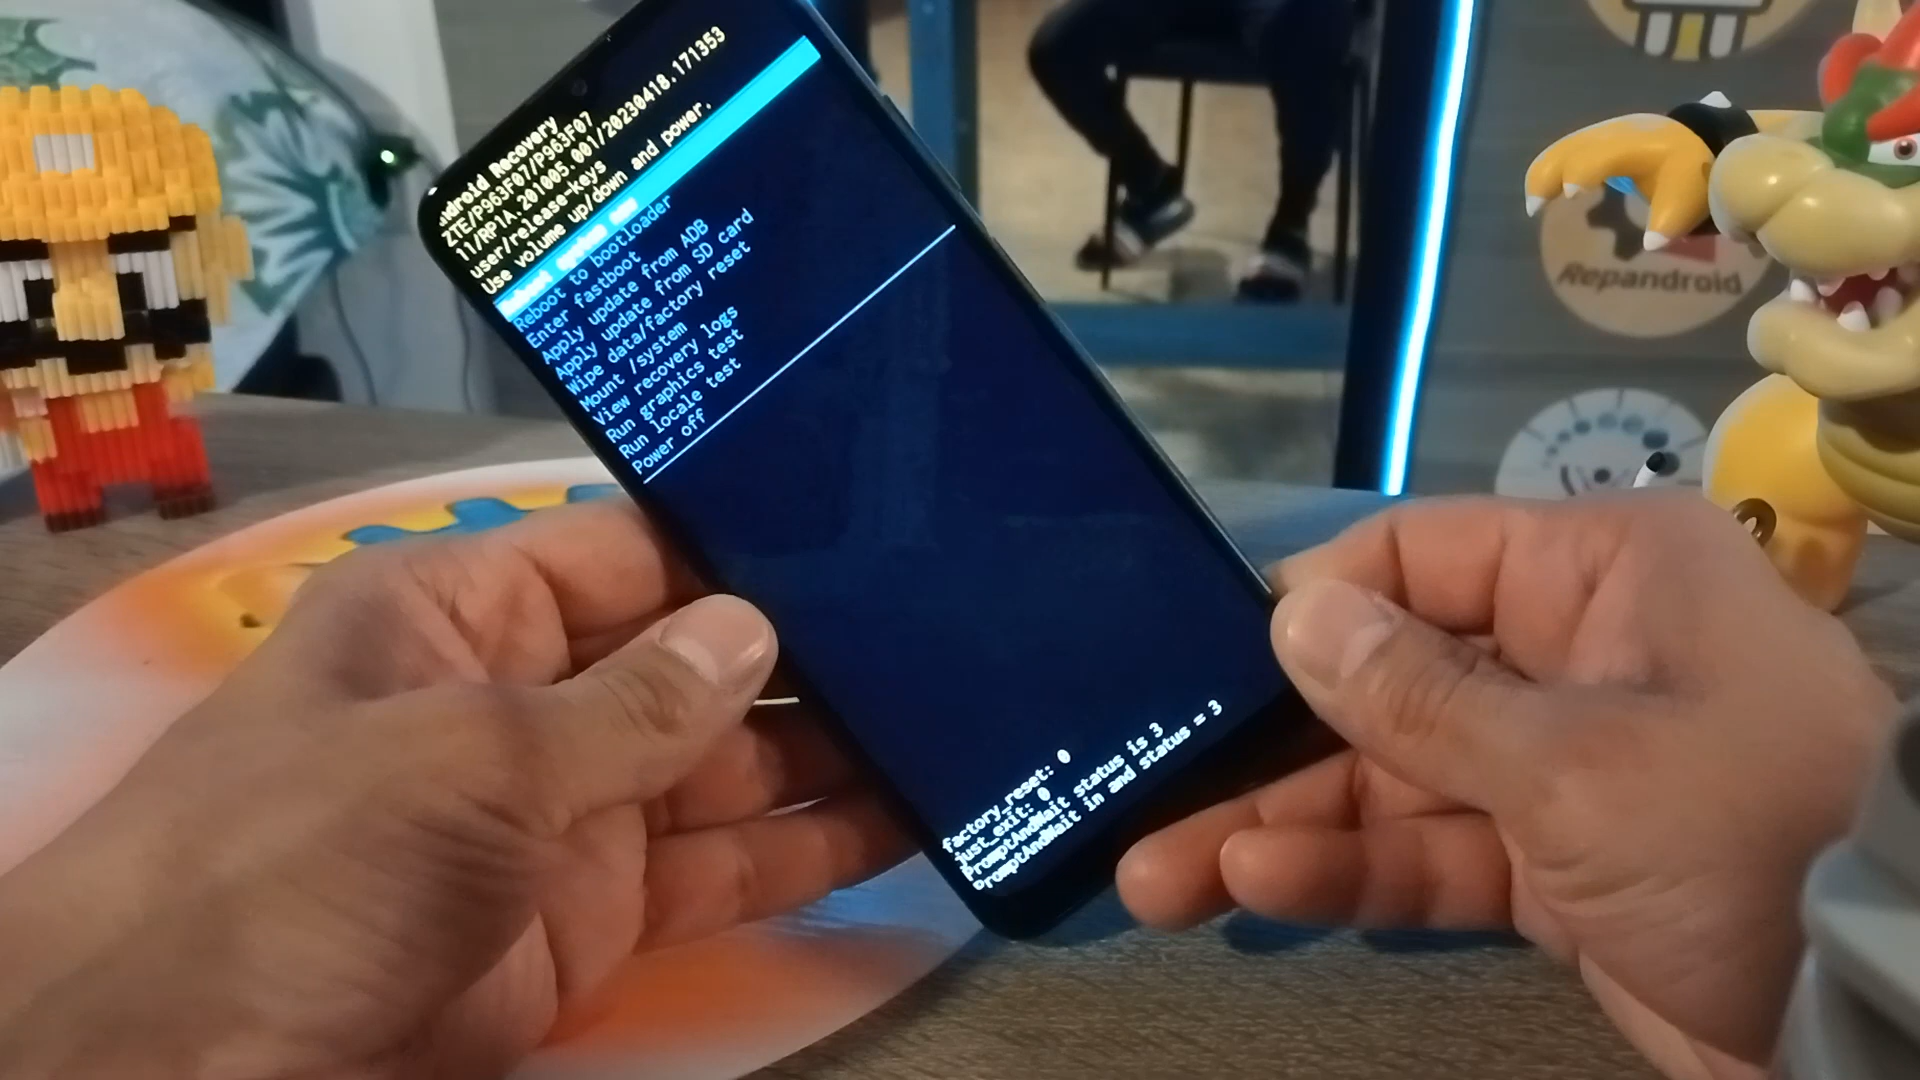 Android Recovery
ZTE/P963F07/P963F07
11/RP1A.201005.001/20230418.171353
user/release-keys
Use volume up/down and power.
Reboot system now
Reboot to bootloader
Enter fastboot
Apply update from ADB
Apply update from SD card
Wipe data/factory reset
Mount /system
View recovery logs
Run graphics test
Run locale test
Power off
factory_reset: 0
just_exit: 0
PromptAndWait status is 3
PromptAndWait in and status = 3
Repandroid